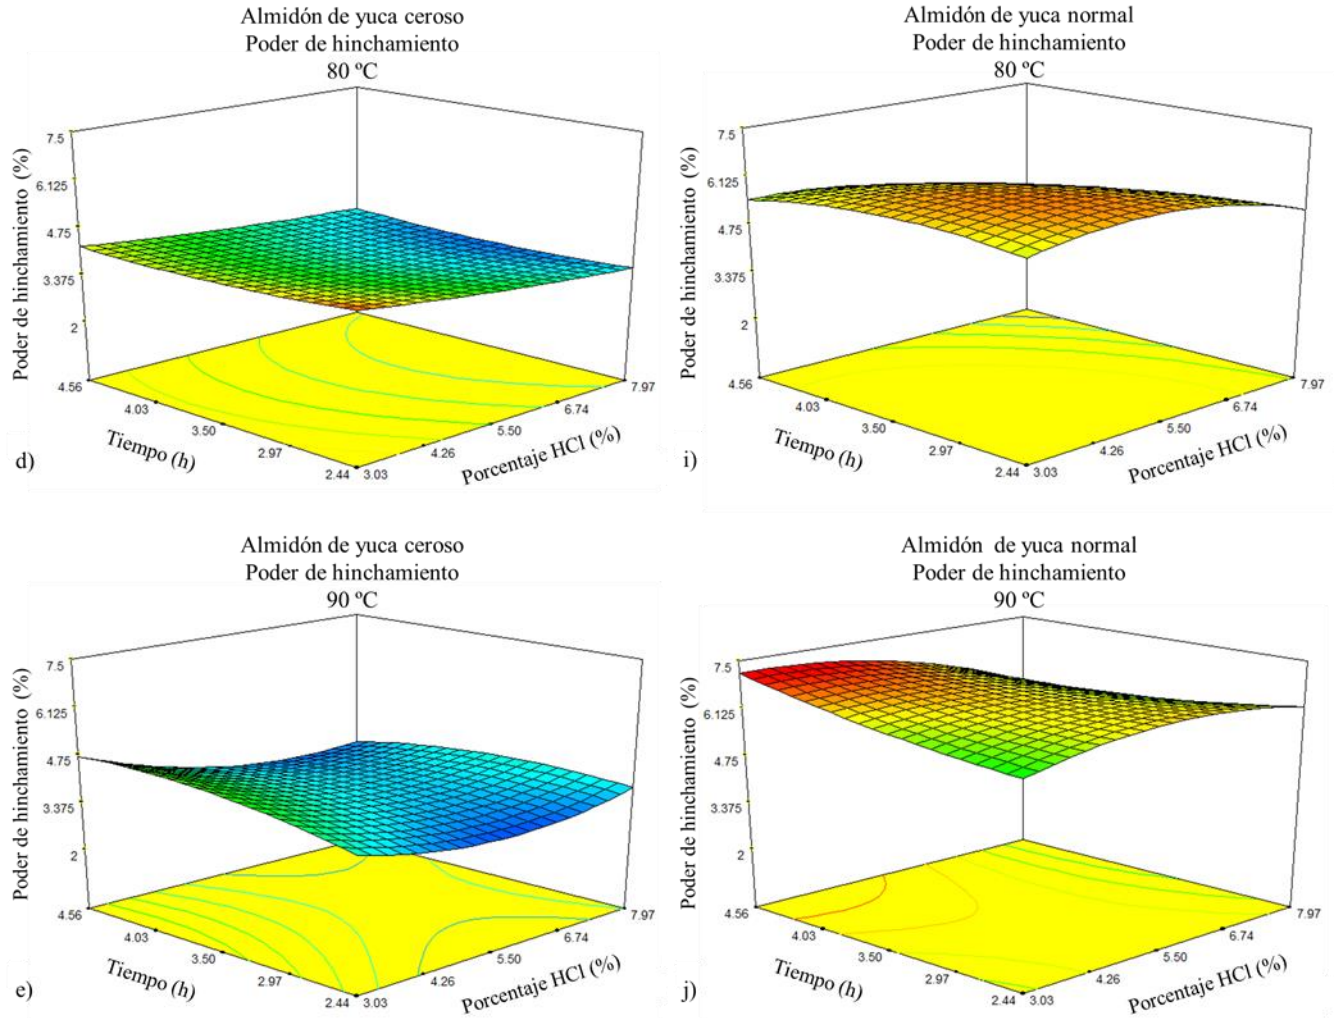 Almidón de yuca ceroso
Poder de hinchamiento
80 ºC
Poder de hinchamiento (%)
7.5
6.125
4.75
3.375
2
4.56
4.03
3.50
2.97
2.44
3.03
4.26
5.50
6.74
7.97
Tiempo (h)
Porcentaje HCl (%)
d)
Almidón de yuca normal
Poder de hinchamiento
80 ºC
Poder de hinchamiento (%)
7.5
6.125
4.75
3.375
2
4.56
4.03
3.50
2.97
2.44
3.03
4.26
5.50
6.74
7.97
Tiempo (h)
Porcentaje HCl (%)
i)
Almidón de yuca ceroso
Poder de hinchamiento
90 ºC
Poder de hinchamiento (%)
7.5
6.125
4.75
3.375
2
4.56
4.03
3.50
2.97
2.44
3.03
4.26
5.50
6.74
7.97
Tiempo (h)
Porcentaje HCl (%)
e)
Almidón de yuca normal
Poder de hinchamiento
90 ºC
Poder de hinchamiento (%)
7.5
6.125
4.75
3.375
2
4.56
4.03
3.50
2.97
2.44
3.03
4.26
5.50
6.74
7.97
Tiempo (h)
Porcentaje HCl (%)
j)